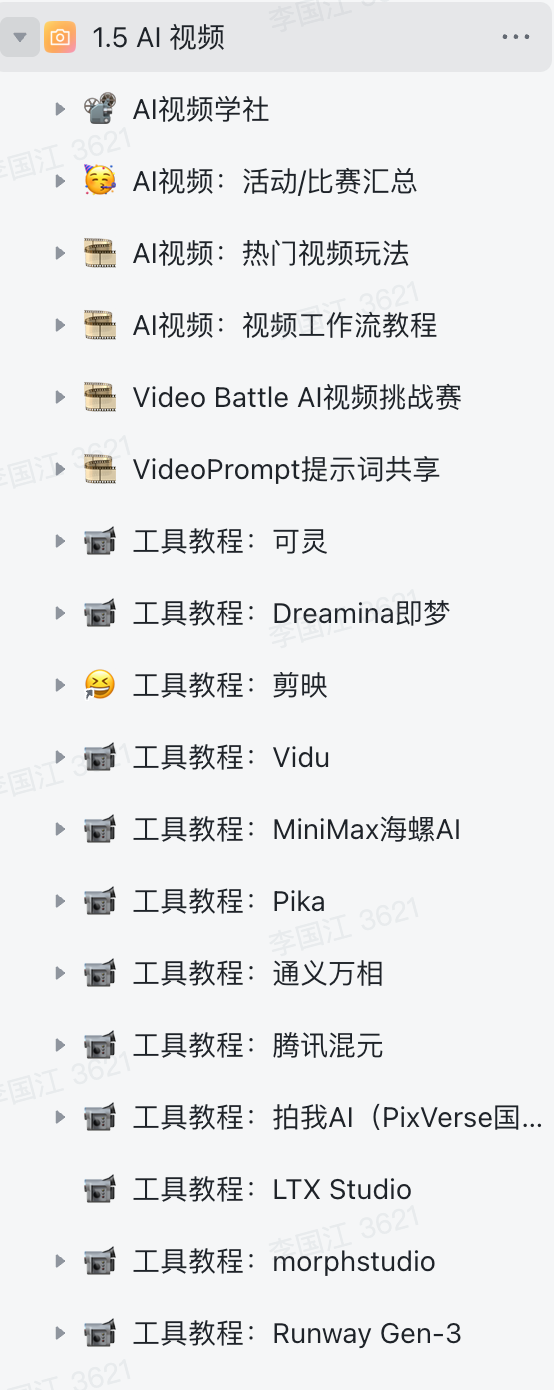 1.5 AI 视频
AI视频学社
AI视频：活动/比赛汇总
AI视频：热门视频玩法
AI视频：视频工作流教程
Video Battle AI视频挑战赛
VideoPrompt提示词共享
工具教程：可灵
工具教程：Dreamina即梦
工具教程：剪映
工具教程：Vidu
工具教程：MiniMax海螺AI
工具教程：Pika
工具教程：通义万相
工具教程：腾讯混元
工具教程：拍我AI（PixVerse国...
工具教程：LTX Studio
工具教程：morphstudio
工具教程：Runway Gen-3
李国江 3621